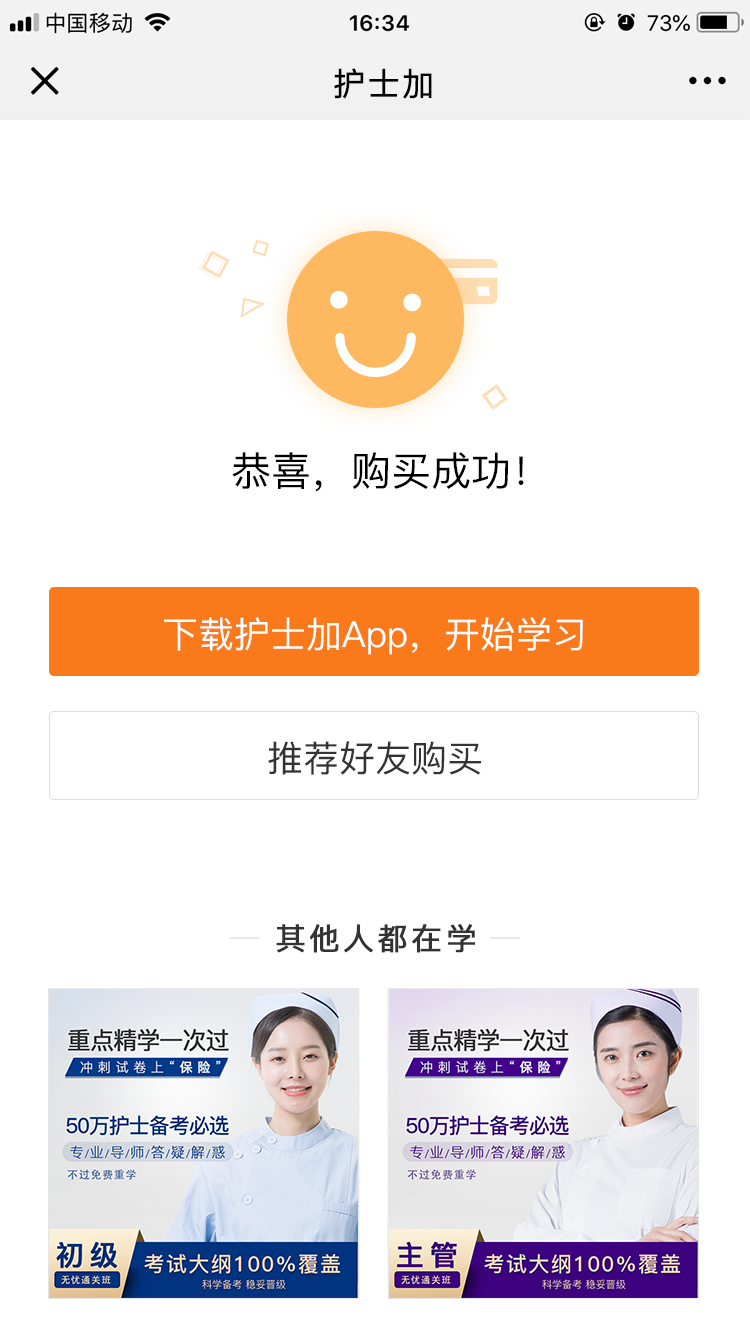 中国移动 16:34 73%
护士加
恭喜，购买成功！
下载护士加App，开始学习
推荐好友购买
其他人都在学
重点精学一次过
冲刺试卷上“保险”
50万护士备考必选
专/业/导/师/答/疑/解/惑
不过免费重学
初级
无忧通关班
考试大纲100%覆盖
科学备考 稳妥晋级
重点精学一次过
冲刺试卷上“保险”
50万护士备考必选
专/业/导/师/答/疑/解/惑
不过免费重学
主管
无忧通关班
考试大纲100%覆盖
科学备考 稳妥晋级